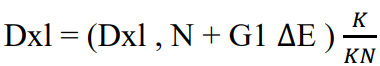 Dxl = (Dxl , N + G1 ΔE ) K/KN